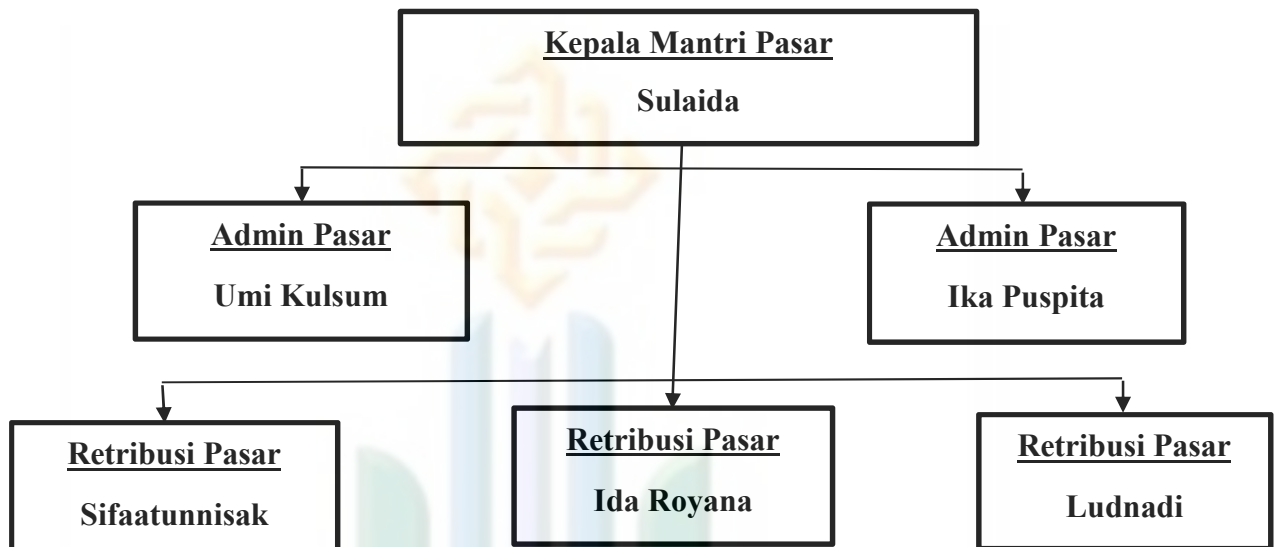 Kepala Mantri Pasar
Sulaida
Admin Pasar
Umi Kulsum
Admin Pasar
Ika Puspita
Retribusi Pasar
Sifaatunnisak
Retribusi Pasar
Ida Royana
Retribusi Pasar
Ludnadi